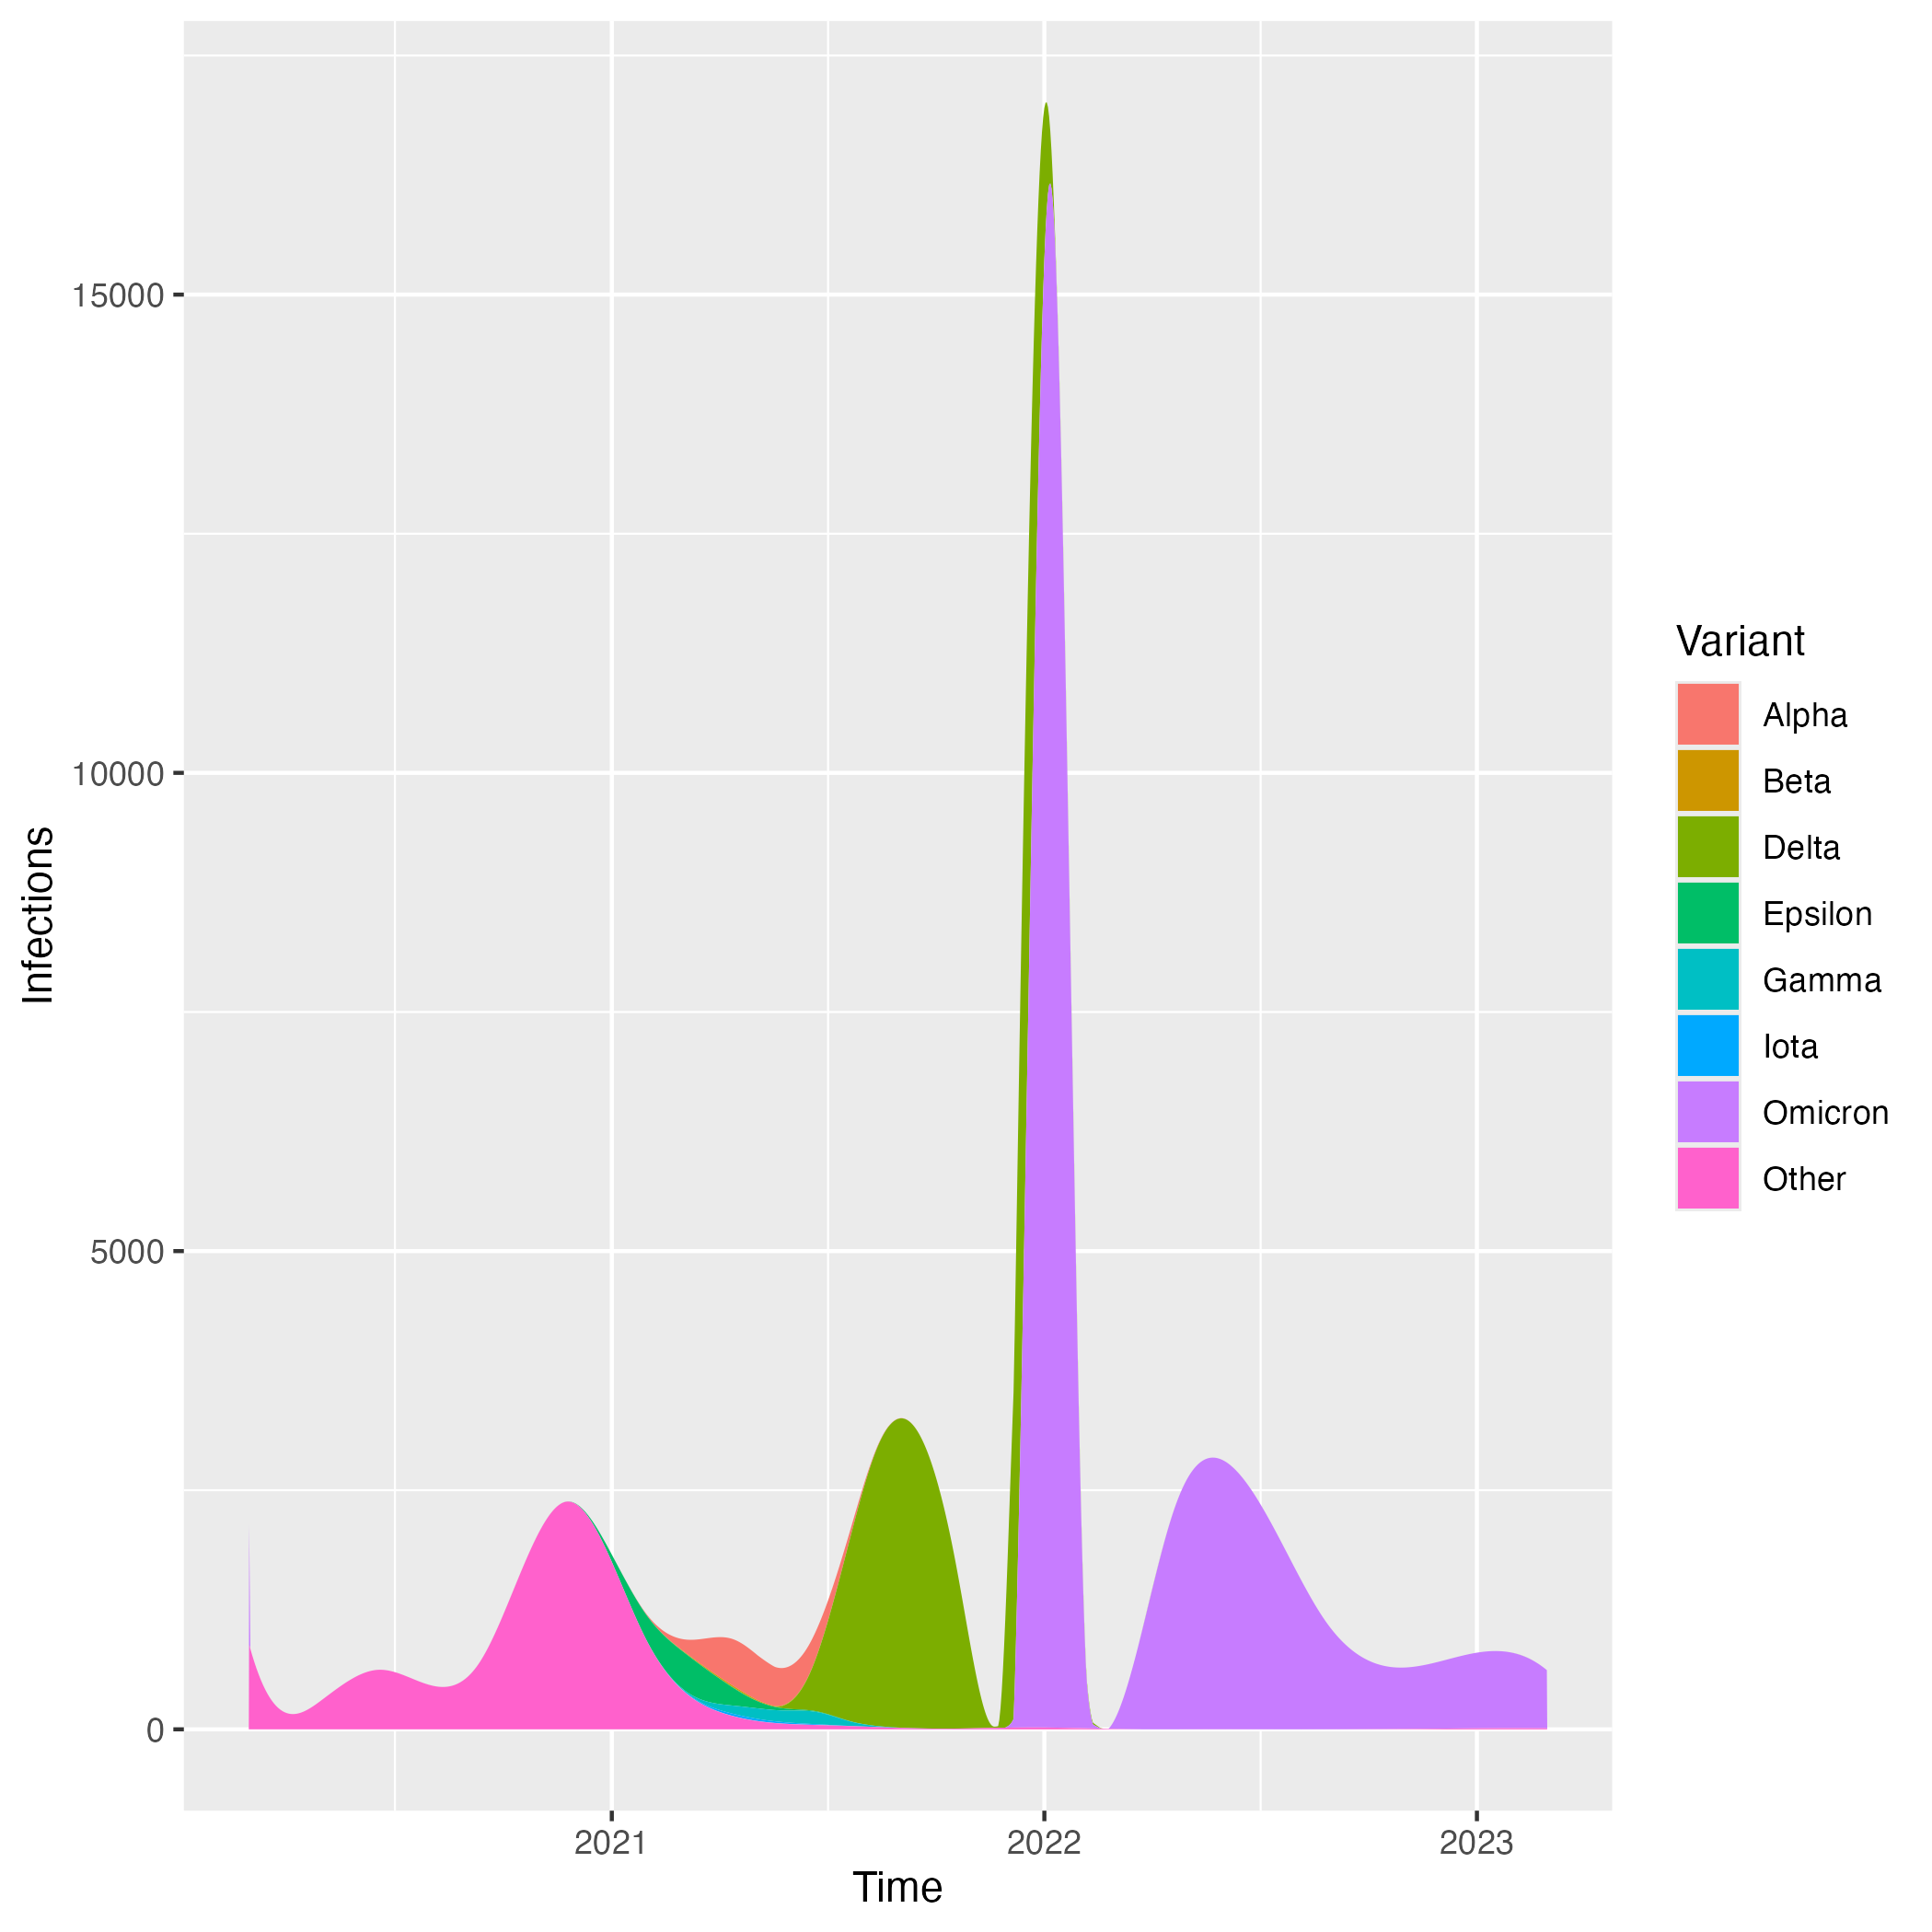 15000
10000
5000
0
Infections
2021
2022
2023
Time
Variant
Alpha
Beta
Delta
Epsilon
Gamma
Iota
Omicron
Other